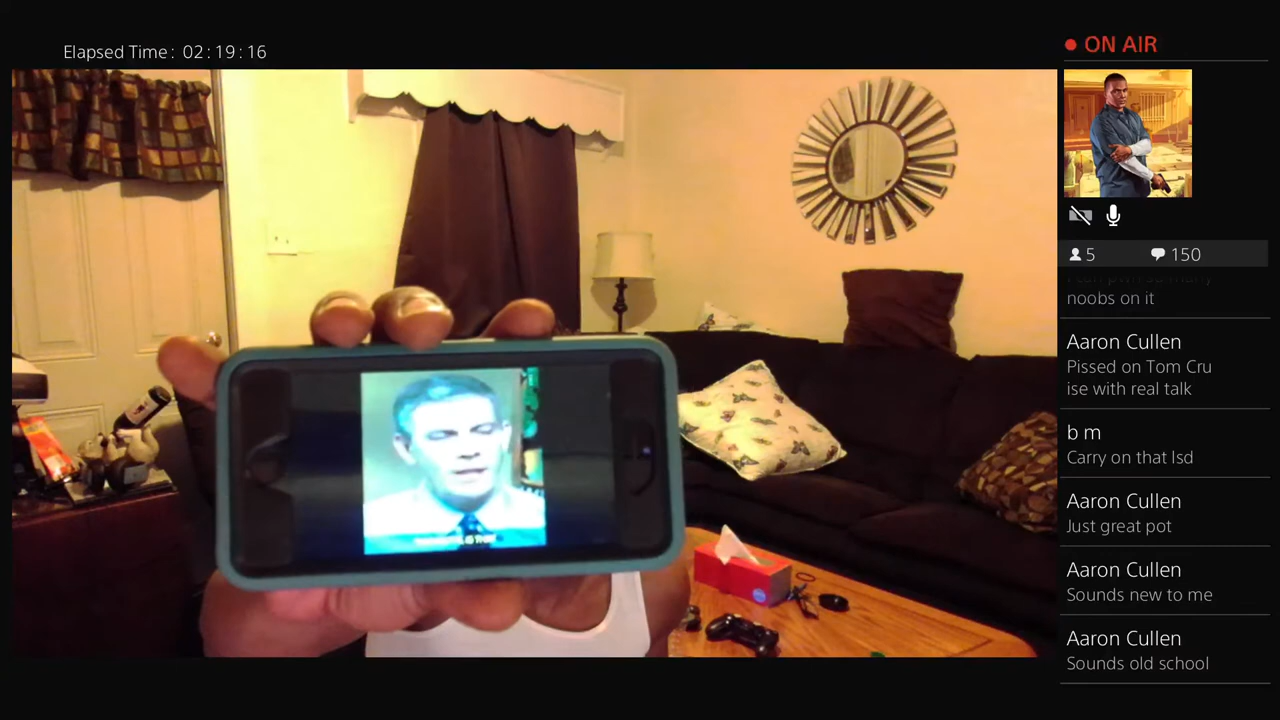 Elapsed Time: 02:19:16
ON AIR
5
150
noobs on it
Aaron Cullen
Pissed on Tom Cru
ise with real talk
b m
Carry on that lsd
Aaron Cullen
Just great pot
Aaron Cullen
Sounds new to me
Aaron Cullen
Sounds old school